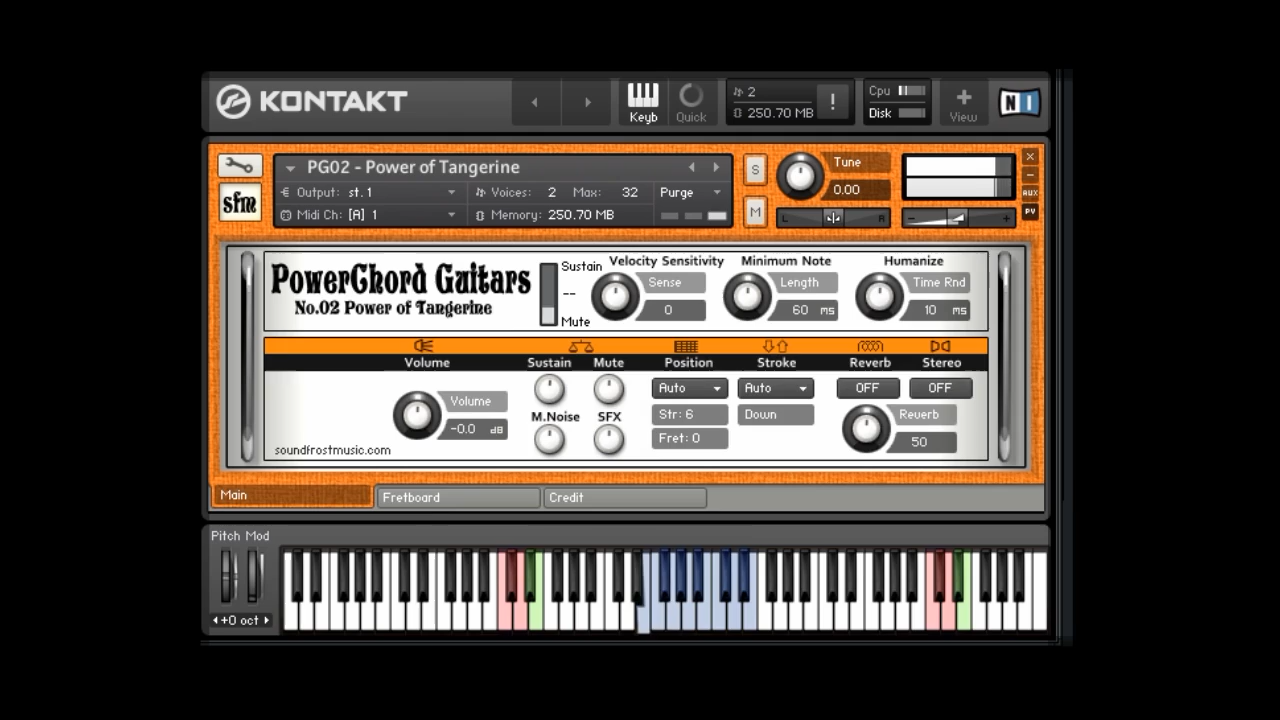 KONTAKT
Keyb
Quick
2
250.70 MB
!
Cpu
Disk
View
NI
sfm
PG02 - Power of Tangerine
Output: st.1
Voices: 2 Max: 32
Purge
Midi Ch: [A] 1
Memory: 250.70 MB
S
M
Tune
0.00
L R
- +
×
–
AUX
PV
PowerChord Guitars
No.02 Power of Tangerine
Sustain
--
Mute
Velocity Sensitivity
Sense
0
Minimum Note
Length
60 ms
Humanize
Time Rnd
10 ms
Volume
Sustain Mute
Position
Stroke
Reverb
Stereo
Volume
-0.0 dB
M.Noise SFX
Auto
Str: 6
Fret: 0
Auto
Down
OFF
OFF
Reverb
50
soundfrostmusic.com
Main
Fretboard
Credit
Pitch Mod
+0 oct